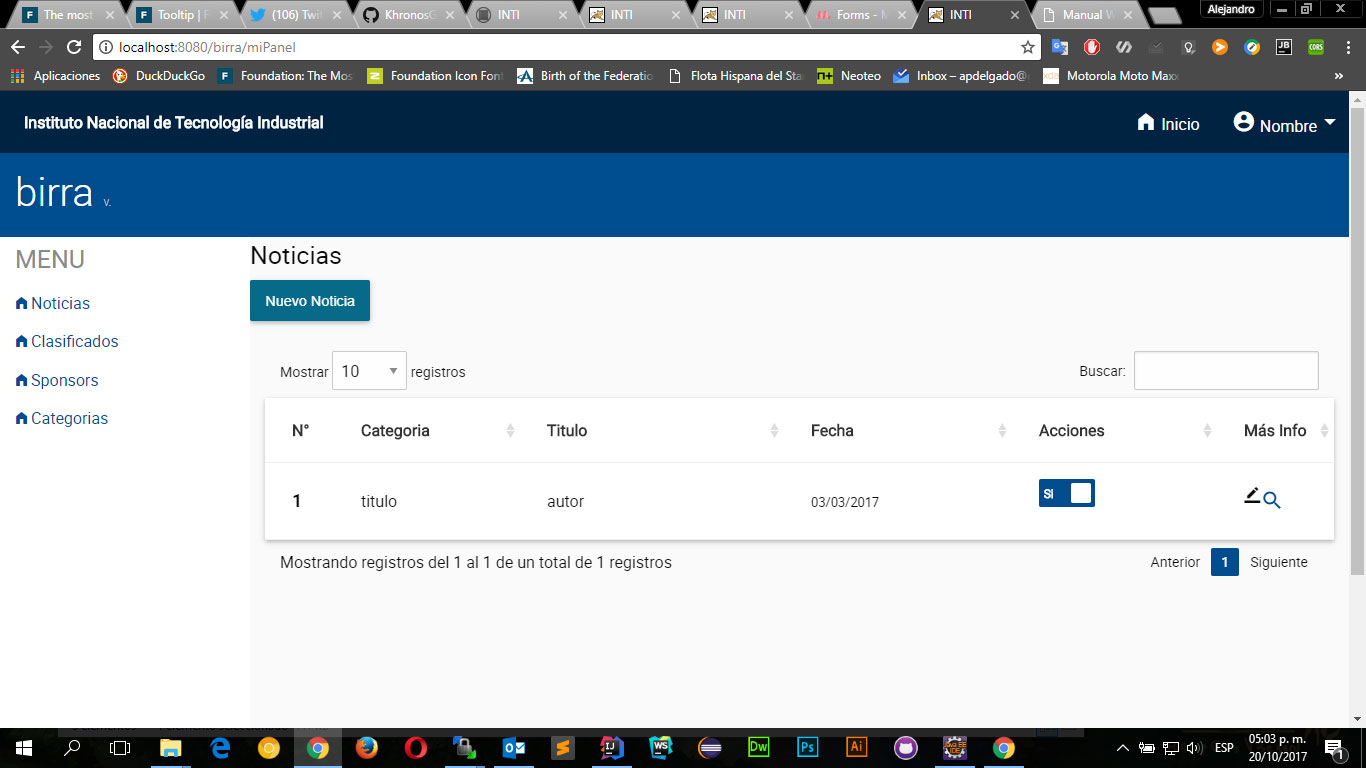 The most
Tooltip | F
(106) Twit
KhronosG
INTI
INTI
INTI
Forms - M
INTI
Manual W
Alejandro
localhost:8080/birra/miPanel
Aplicaciones
DuckDuckGo
Foundation: The Mos
Foundation Icon Font
Birth of the Federatio
Flota Hispana del Sta
Neoteo
Inbox – apdelgado@
Motorola Moto Maxx
»
Instituto Nacional de Tecnología Industrial
Inicio
Nombre
birra v.
MENU
Noticias
Clasificados
Sponsors
Categorias
Noticias
Nuevo Noticia
Mostrar 10 registros
Buscar:
N° Categoria Titulo Fecha Acciones Más Info
1 titulo autor 03/03/2017 SI
Mostrando registros del 1 al 1 de un total de 1 registros
Anterior 1 Siguiente
ESP
05:03 p. m.
20/10/2017